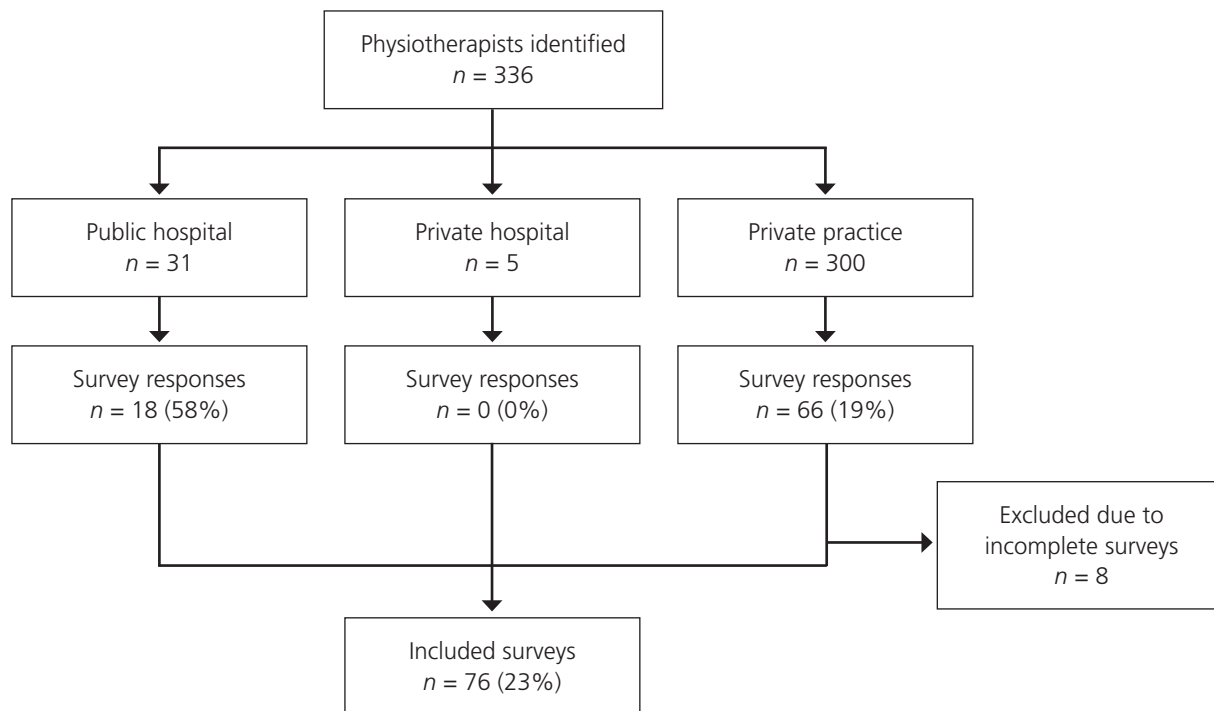 Physiotherapists identified
n = 336
Public hospital
n = 31
Private hospital
n = 5
Private practice
n = 300
Survey responses
n = 18 (58%)
Survey responses
n = 0 (0%)
Survey responses
n = 66 (19%)
Excluded due to
incomplete surveys
n = 8
Included surveys
n = 76 (23%)